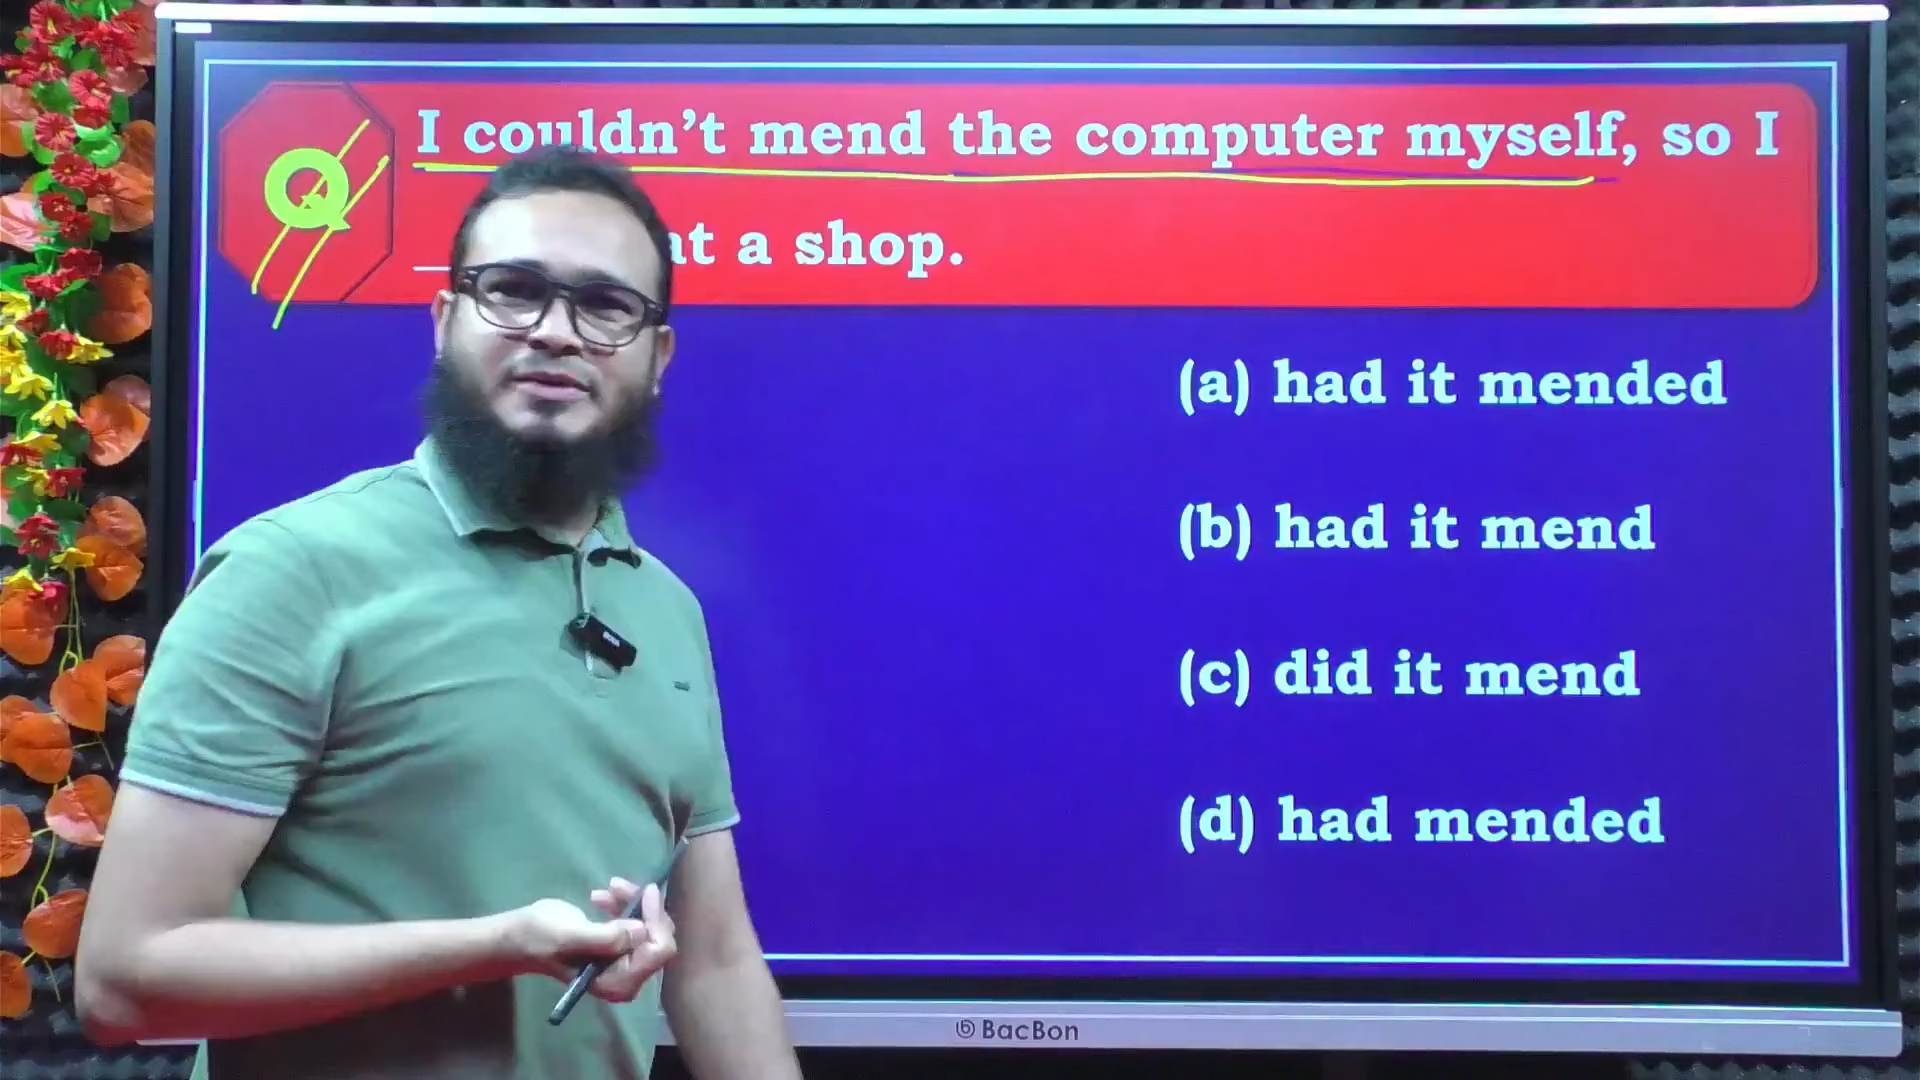 Q
I couldn't mend the computer myself, so I
at a shop.
(a) had it mended
(b) had it mend
(c) did it mend
(d) had mended
BacBon